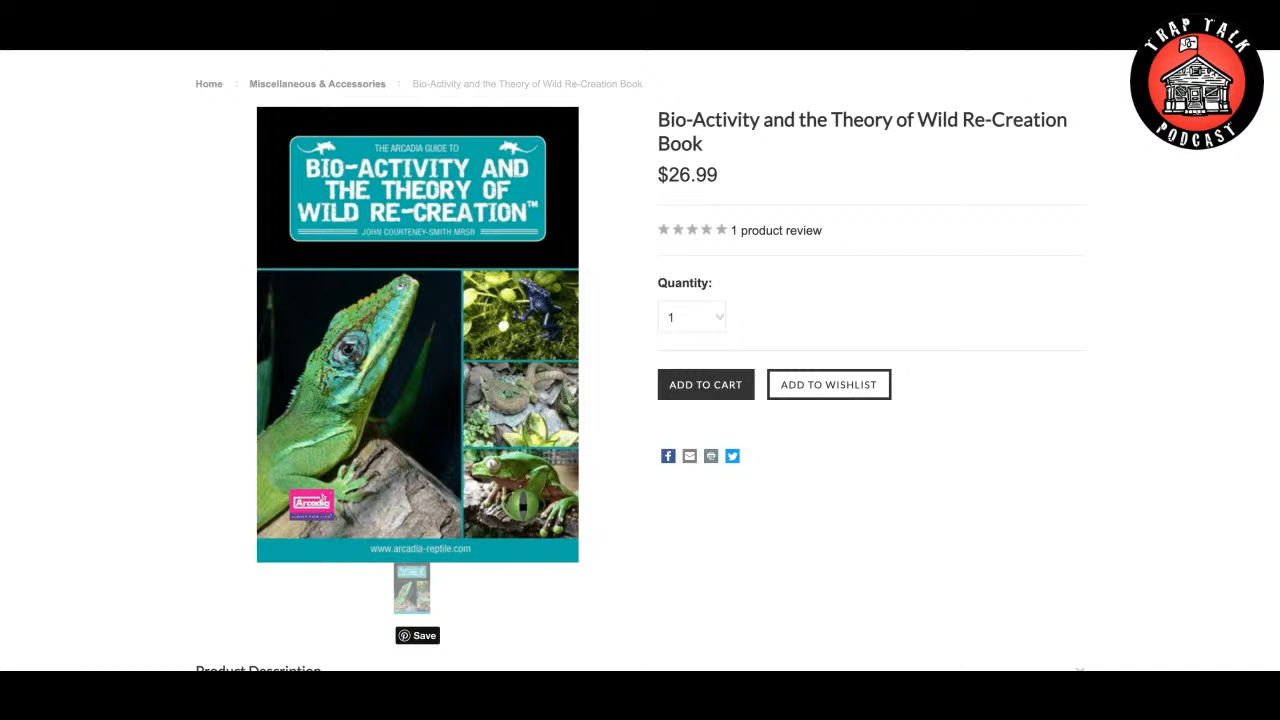 TRAP TALK
PODCAST
Home : Miscellaneous & Accessories : Bio-Activity and the Theory of Wild Re-Creation Book
THE ARCADIA GUIDE TO
BIO-ACTIVITY AND
THE THEORY OF
WILD RE-CREATION™
JOHN COURTENEY-SMITH MRSB
Arcadia
www.arcadia-reptile.com
Save
Bio-Activity and the Theory of Wild Re-Creation
Book
$26.99
1 product review
Quantity:
1
ADD TO CART
ADD TO WISHLIST
Product Description